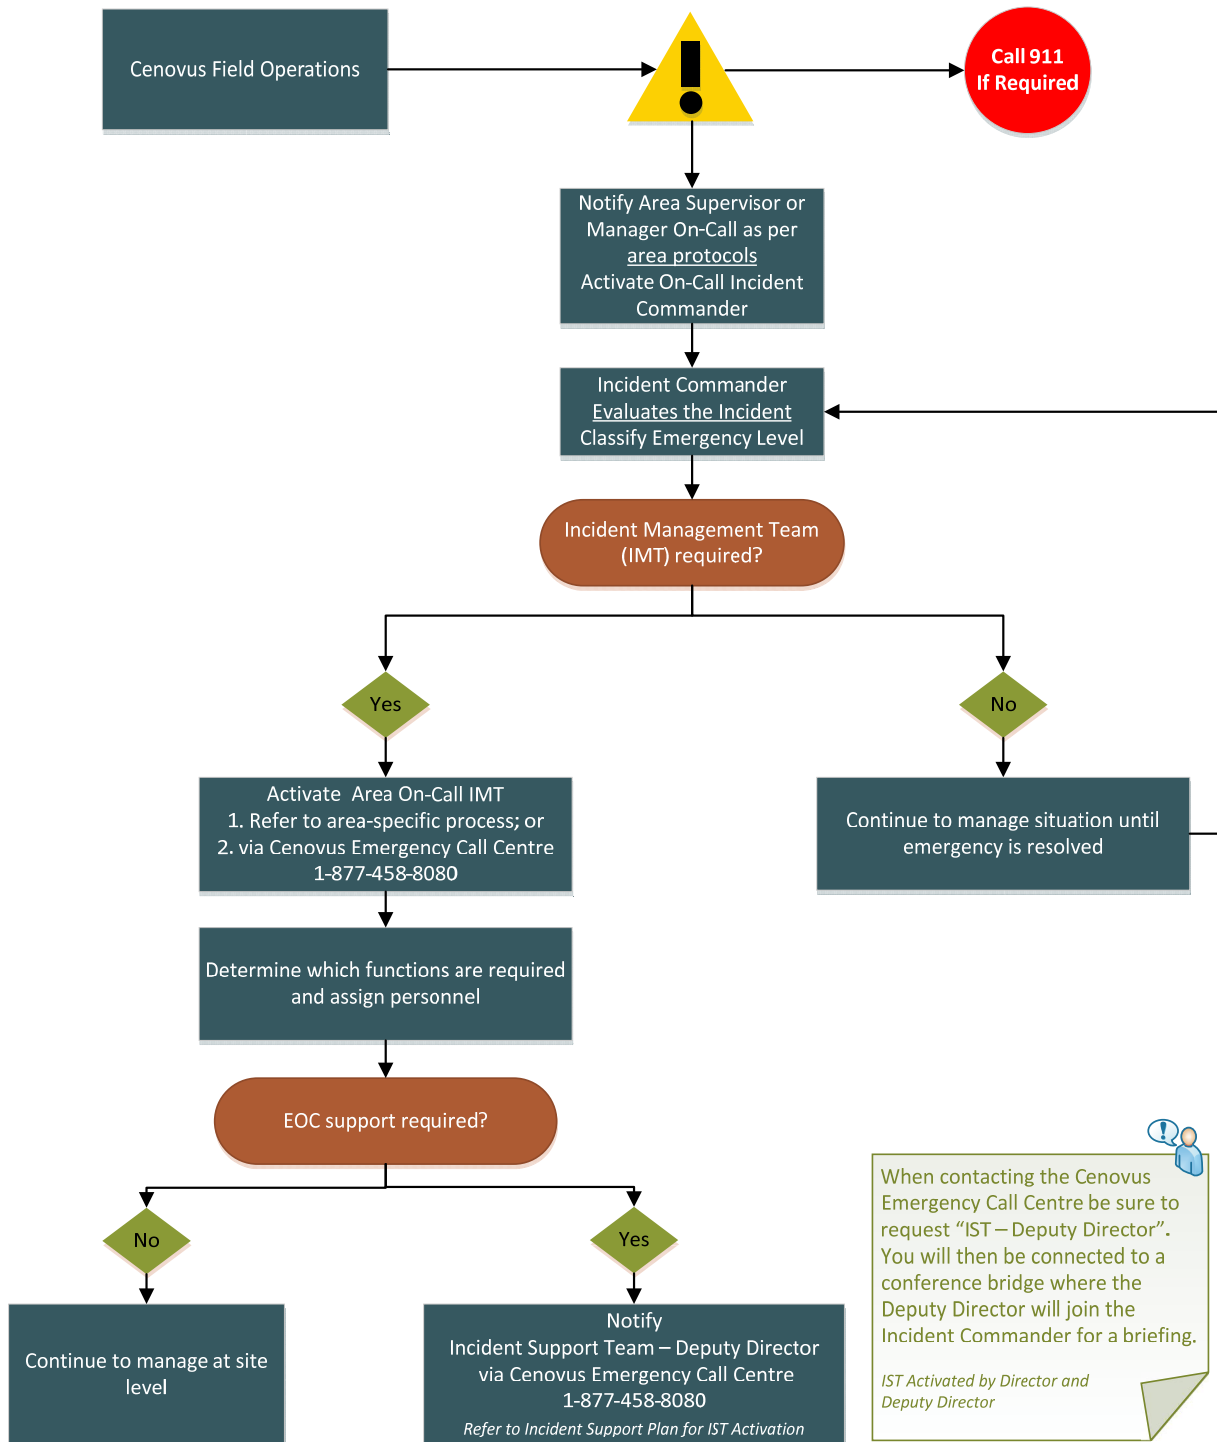 Cenovus Field Operations
Call 911
If Required
Notify Area Supervisor or
Manager On-Call as per
area protocols
Activate On-Call Incident
Commander
Incident Commander
Evaluates the Incident
Classify Emergency Level
Incident Management Team
(IMT) required?
Yes
No
Activate Area On-Call IMT
1. Refer to area-specific process; or
2. via Cenovus Emergency Call Centre
1-877-458-8080
Continue to manage situation until
emergency is resolved
Determine which functions are required
and assign personnel
EOC support required?
No
Yes
Continue to manage at site
level
Notify
Incident Support Team – Deputy Director
via Cenovus Emergency Call Centre
1-877-458-8080
Refer to Incident Support Plan for IST Activation
When contacting the Cenovus
Emergency Call Centre be sure to
request “IST – Deputy Director”.
You will then be connected to a
conference bridge where the
Deputy Director will join the
Incident Commander for a briefing.
IST Activated by Director and
Deputy Director